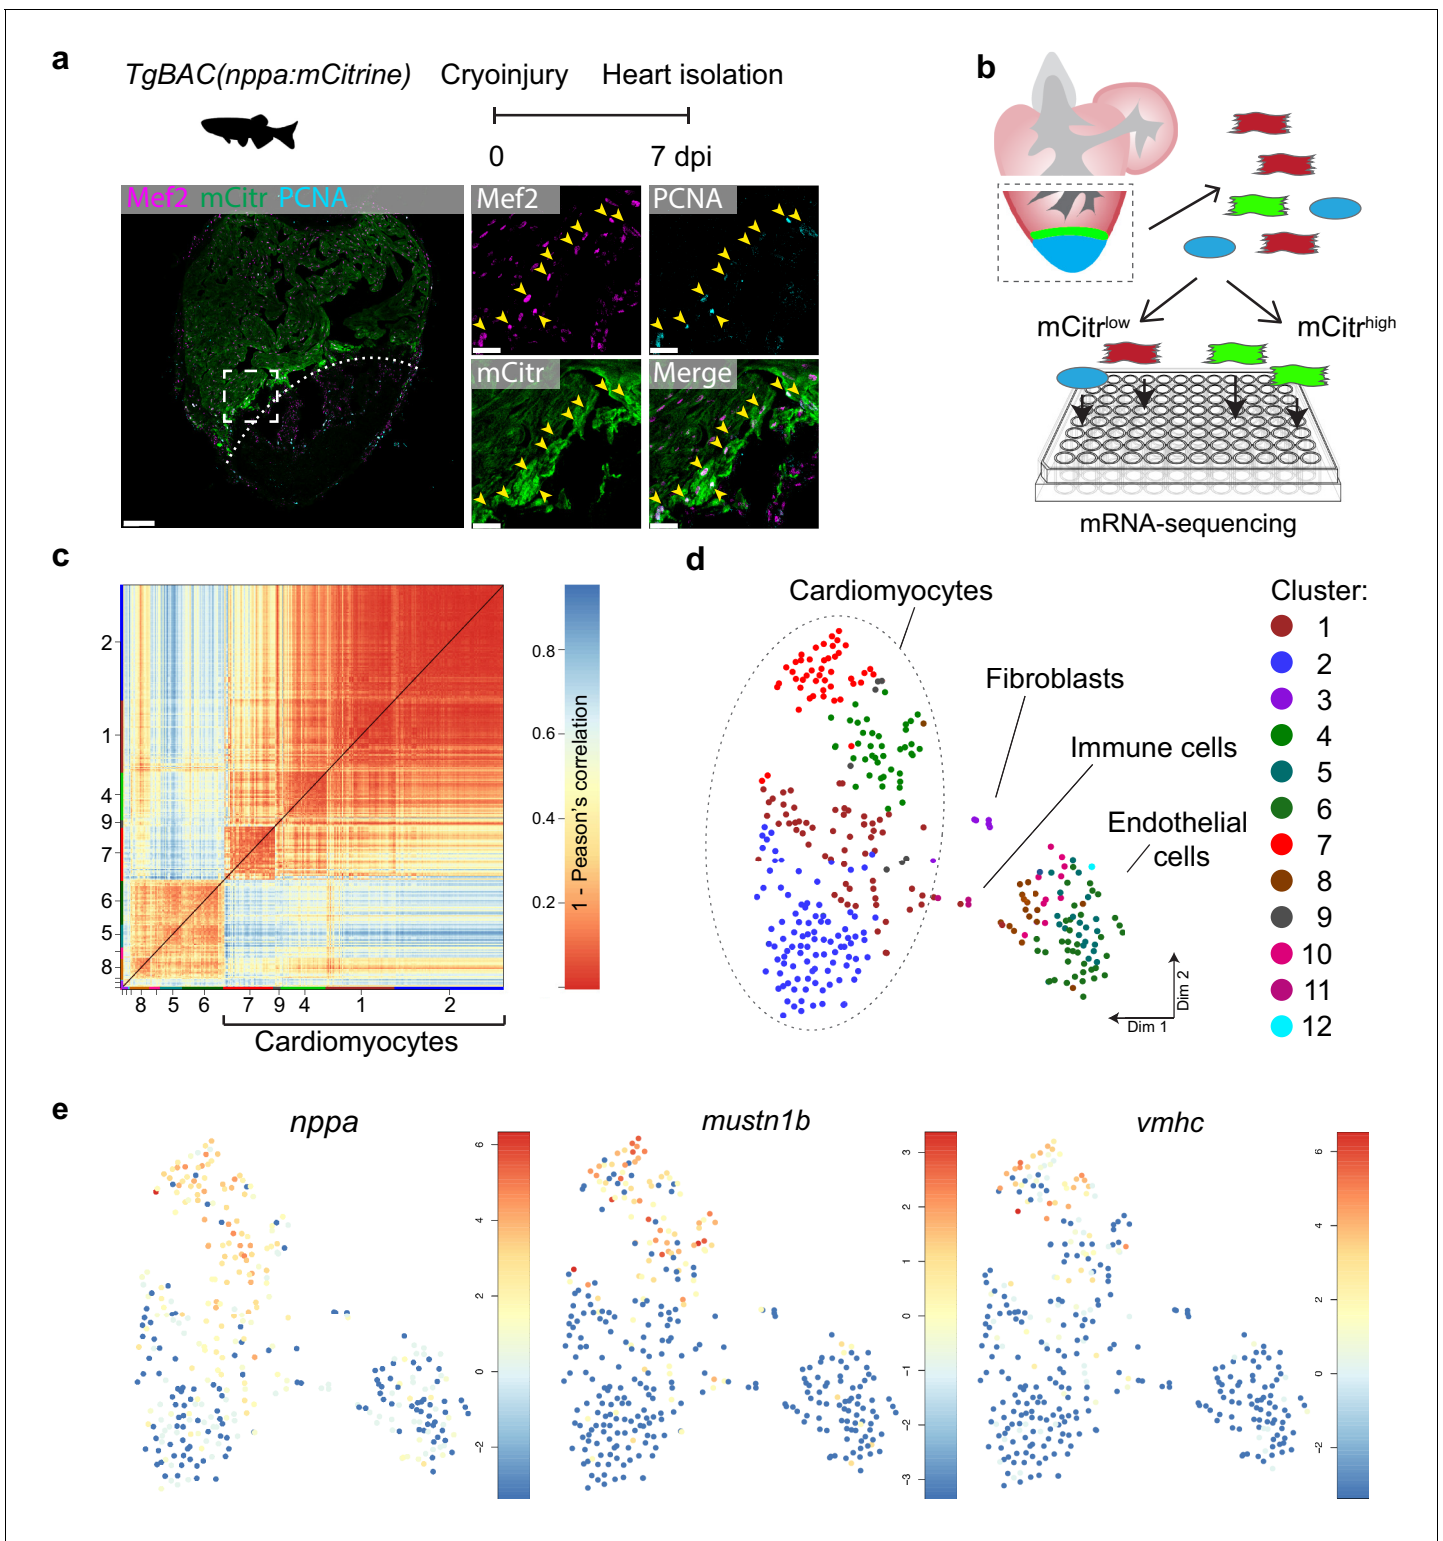 a
TgBAC(nppa:mCitrine)
Cryoinjury
Heart isolation
0
7 dpi
Mef2 mCitr PCNA
Mef2
PCNA
mCitr
Merge
b
mCitrlow
mCitrhigh
mRNA-sequencing
c
2
1
4
9
7
6
5
8
8
5
6
7
9
4
1
2
Cardiomyocytes
0.8
0.6
0.4
0.2
1 - Peason's correlation
d
Cardiomyocytes
Fibroblasts
Immune cells
Endothelial
cells
Dim 1
Dim 2
Cluster:
1
2
3
4
5
6
7
8
9
10
11
12
e
nppa
6
4
2
0
−2
mustn1b
3
2
1
0
−1
−2
−3
vmhc
6
4
2
0
−2